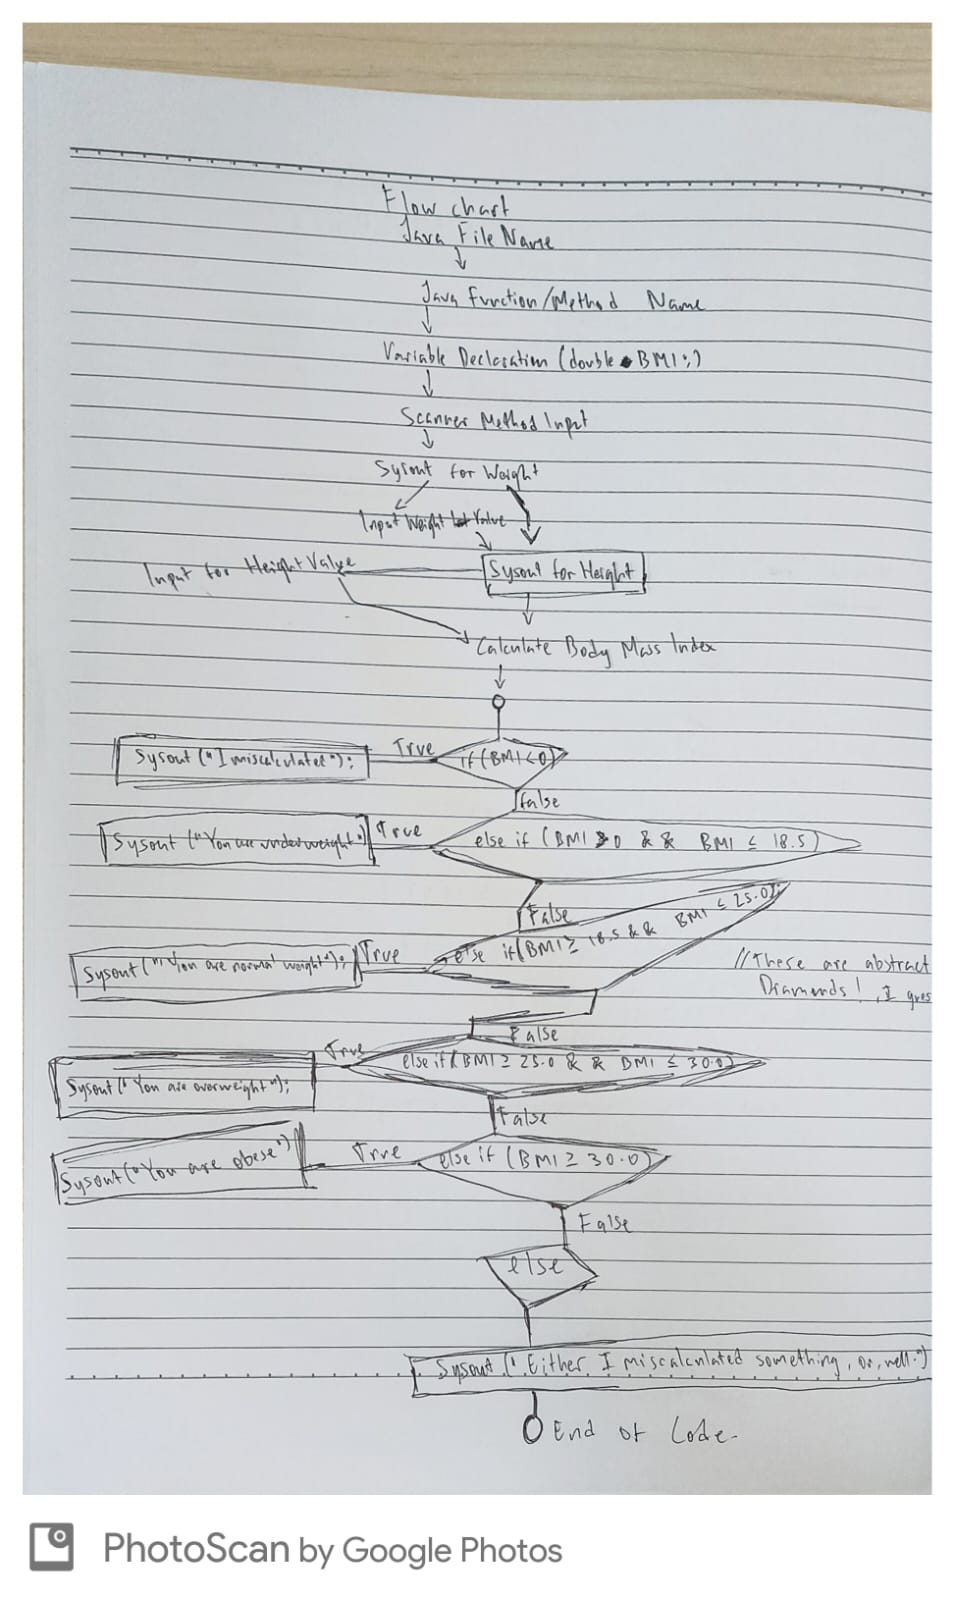 Flow chart
Java File Name
Java Function/Method Name
Variable Declaration (double BMI;)
Scanner Method Input
Sysout for Weight
Input Weight Value
Sysout for Height
Input for Height Value
Calculate Body Mass Index
Sysout ("I miscalculated");
True
if (BMI < 0)
false
Sysout ("You are underweight")
True
else if (BMI > 0 && BMI ≤ 18.5)
False
Sysout ("You are normal weight");
True
else if (BMI ≥ 18.5 && BMI ≤ 25.0);
//These are abstract
Diamonds!, I gues
False
True
else if (BMI ≥ 25.0 && BMI ≤ 30.0)
Sysout (" You are overweight");
False
Sysout ("You are obese")
True
else if (BMI ≥ 30.0)
False
else
Sysout (" Either I miscalculated something, or, well.")
End of Code.
PhotoScan by Google Photos